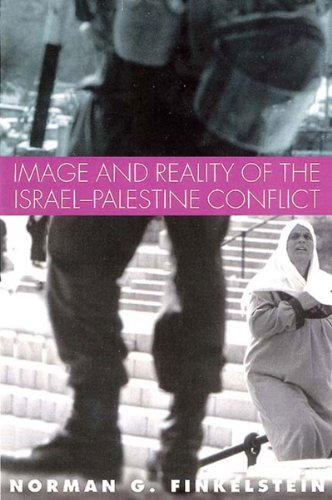 IMAGE AND REALITY OF THE
ISRAEL–PALESTINE CONFLICT
NORMAN G. FINKELSTEIN